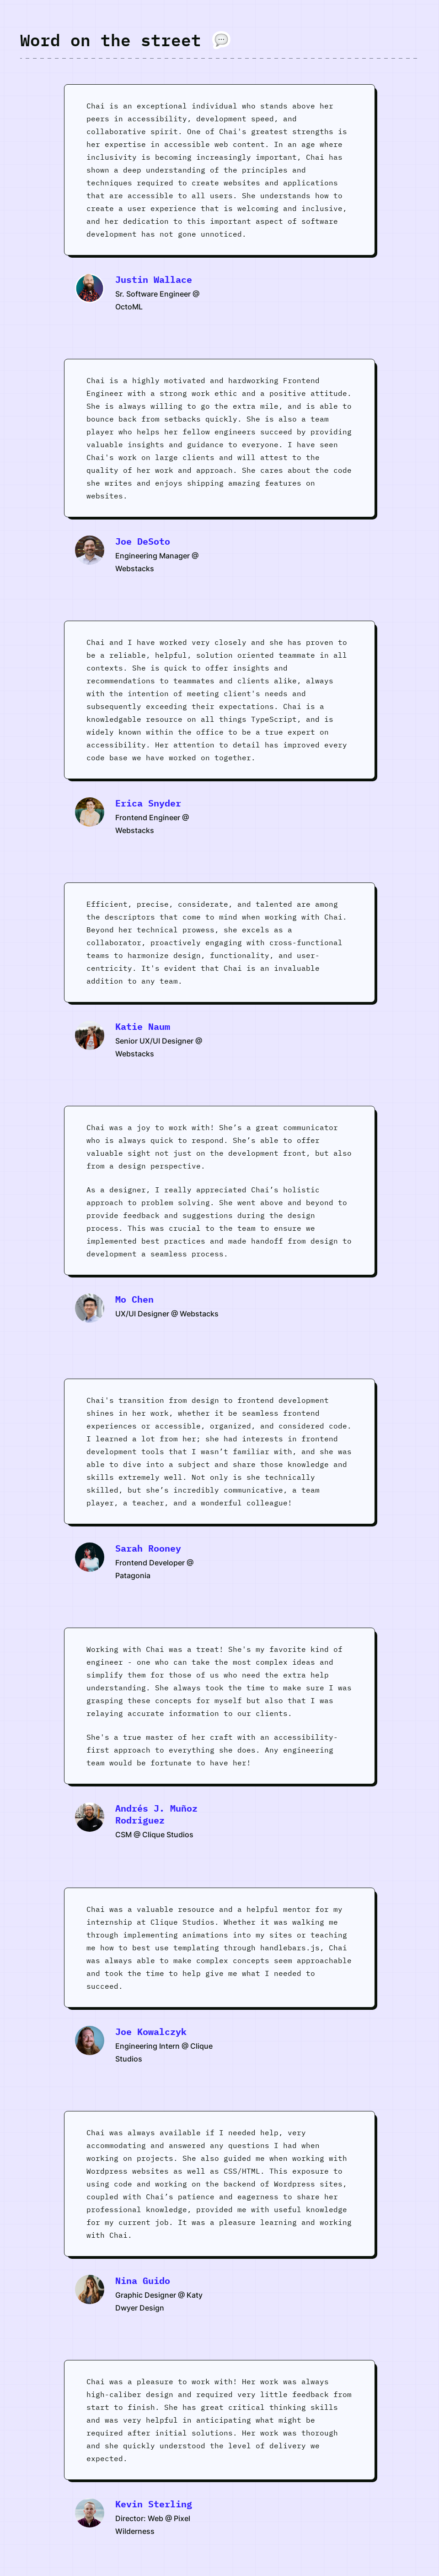 Word on the street 💬
Chai is an exceptional individual who stands above her
peers in accessibility, development speed, and
collaborative spirit. One of Chai's greatest strengths is
her expertise in accessible web content. In an age where
inclusivity is becoming increasingly important, Chai has
shown a deep understanding of the principles and
techniques required to create websites and applications
that are accessible to all users. She understands how to
create a user experience that is welcoming and inclusive,
and her dedication to this important aspect of software
development has not gone unnoticed.
Justin Wallace
Sr. Software Engineer @
OctoML
Chai is a highly motivated and hardworking Frontend
Engineer with a strong work ethic and a positive attitude.
She is always willing to go the extra mile, and is able to
bounce back from setbacks quickly. She is also a team
player who helps her fellow engineers succeed by providing
valuable insights and guidance to everyone. I have seen
Chai's work on large clients and will attest to the
quality of her work and approach. She cares about the code
she writes and enjoys shipping amazing features on
websites.
Joe DeSoto
Engineering Manager @
Webstacks
Chai and I have worked very closely and she has proven to
be a reliable, helpful, solution oriented teammate in all
contexts. She is quick to offer insights and
recommendations to teammates and clients alike, always
with the intention of meeting client's needs and
subsequently exceeding their expectations. Chai is a
knowledgable resource on all things TypeScript, and is
widely known within the office to be a true expert on
accessibility. Her attention to detail has improved every
code base we have worked on together.
Erica Snyder
Frontend Engineer @
Webstacks
Efficient, precise, considerate, and talented are among
the descriptors that come to mind when working with Chai.
Beyond her technical prowess, she excels as a
collaborator, proactively engaging with cross-functional
teams to harmonize design, functionality, and user-
centricity. It's evident that Chai is an invaluable
addition to any team.
Katie Naum
Senior UX/UI Designer @
Webstacks
Chai was a joy to work with! She’s a great communicator
who is always quick to respond. She’s able to offer
valuable sight not just on the development front, but also
from a design perspective.
As a designer, I really appreciated Chai’s holistic
approach to problem solving. She went above and beyond to
provide feedback and suggestions during the design
process. This was crucial to the team to ensure we
implemented best practices and made handoff from design to
development a seamless process.
Mo Chen
UX/UI Designer @ Webstacks
Chai's transition from design to frontend development
shines in her work, whether it be seamless frontend
experiences or accessible, organized, and considered code.
I learned a lot from her; she had interests in frontend
development tools that I wasn’t familiar with, and she was
able to dive into a subject and share those knowledge and
skills extremely well. Not only is she technically
skilled, but she’s incredibly communicative, a team
player, a teacher, and a wonderful colleague!
Sarah Rooney
Frontend Developer @
Patagonia
Working with Chai was a treat! She's my favorite kind of
engineer - one who can take the most complex ideas and
simplify them for those of us who need the extra help
understanding. She always took the time to make sure I was
grasping these concepts for myself but also that I was
relaying accurate information to our clients.
She's a true master of her craft with an accessibility-
first approach to everything she does. Any engineering
team would be fortunate to have her!
Andrés J. Muñoz
Rodriguez
CSM @ Clique Studios
Chai was a valuable resource and a helpful mentor for my
internship at Clique Studios. Whether it was walking me
through implementing animations into my sites or teaching
me how to best use templating through handlebars.js, Chai
was always able to make complex concepts seem approachable
and took the time to help give me what I needed to
succeed.
Joe Kowalczyk
Engineering Intern @ Clique
Studios
Chai was always available if I needed help, very
accommodating and answered any questions I had when
working on projects. She also guided me when working with
Wordpress websites as well as CSS/HTML. This exposure to
using code and working on the backend of Wordpress sites,
coupled with Chai’s patience and eagerness to share her
professional knowledge, provided me with useful knowledge
for my current job. It was a pleasure learning and working
with Chai.
Nina Guido
Graphic Designer @ Katy
Dwyer Design
Chai was a pleasure to work with! Her work was always
high-caliber design and required very little feedback from
start to finish. She has great critical thinking skills
and was very helpful in anticipating what might be
required after initial solutions. Her work was thorough
and she quickly understood the level of delivery we
expected.
Kevin Sterling
Director: Web @ Pixel
Wilderness